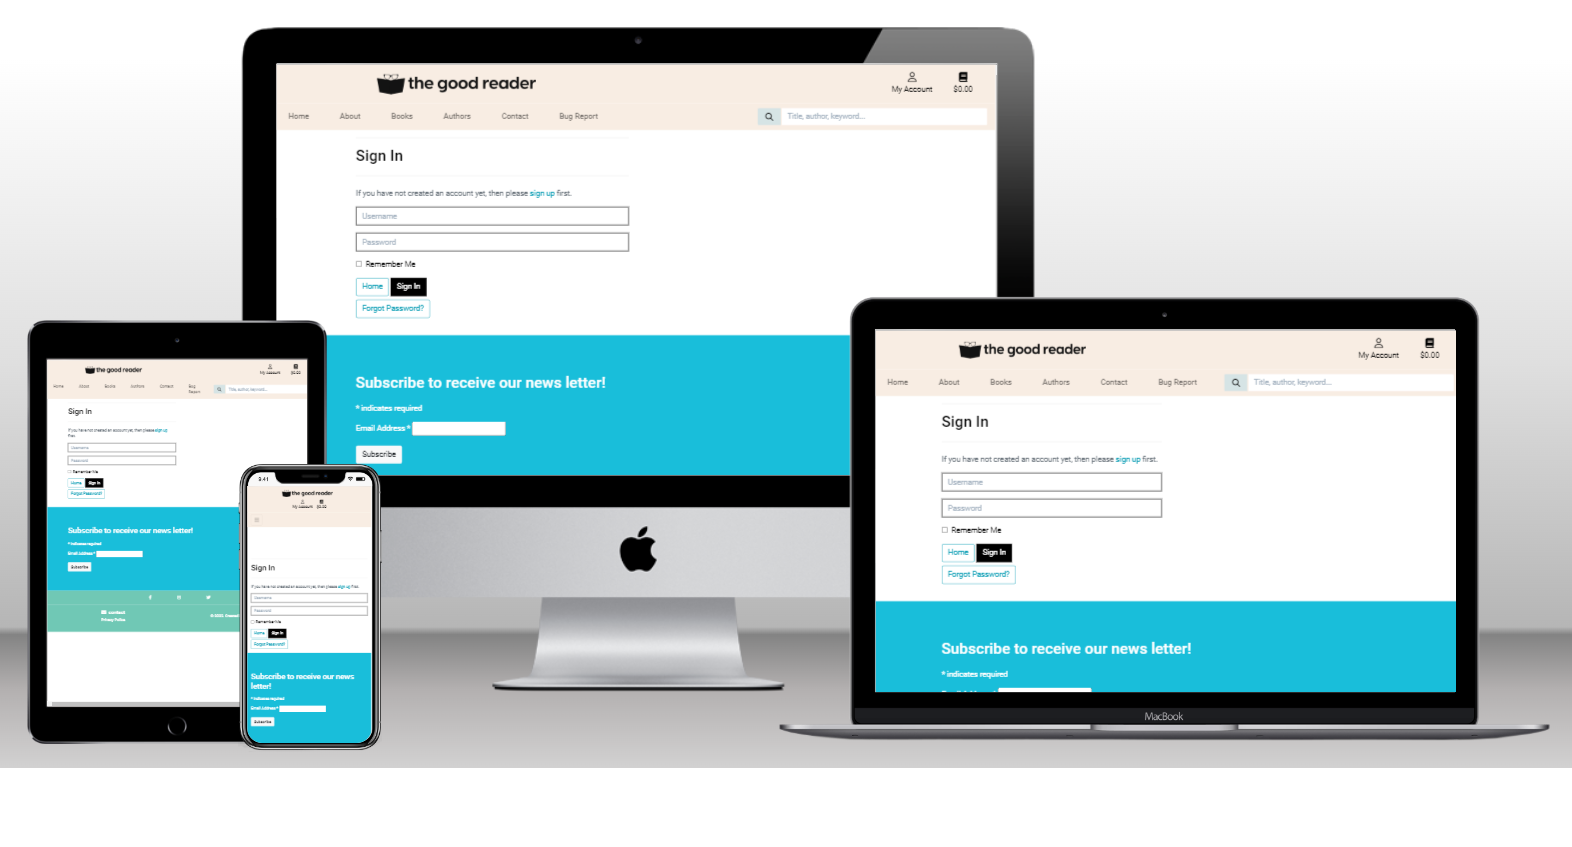 the good reader
My Account $0.00
Home About Books Authors Contact Bug Report Title, author, keyword...
Sign In
If you have not created an account yet, then please sign up first.
Username
Password
Remember Me
Home Sign In
Forgot Password?
Subscribe to receive our news letter!
* indicates required
Email Address *
Subscribe
the good reader
My Account $0.00
Home About Books Authors Contact Bug Report Title, author, keyword...
Sign In
If you have not created an account yet, then please sign up first.
Username
Password
Remember Me
Home Sign In
Forgot Password?
Subscribe to receive our news letter!
* indicates required
MacBook
the good reader
My Account $0.00
Home About Books Authors Contact Bug
Report
Title, author, keyword...
Sign In
If you have not created an account yet, then please sign up
first.
Username
Password
Remember Me
Home Sign In
Forgot Password?
Subscribe to receive our news letter!
* indicates required
Email Address *
Subscribe
Contact
Privacy Policy
9:41
the good reader
My Account $0.00
Sign In
If you have not created an account yet, then please sign up first.
Username
Password
Remember Me
Home Sign In
Forgot Password?
Subscribe to receive our news
letter!
* indicates required
Email Address *
Subscribe